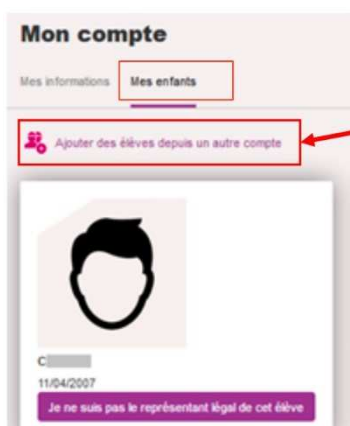 Mon compte
Mes informations Mes enfants
Ajouter des élèves depuis un autre compte
C
11/04/2007
Je ne suis pas le représentant légal de cet élève